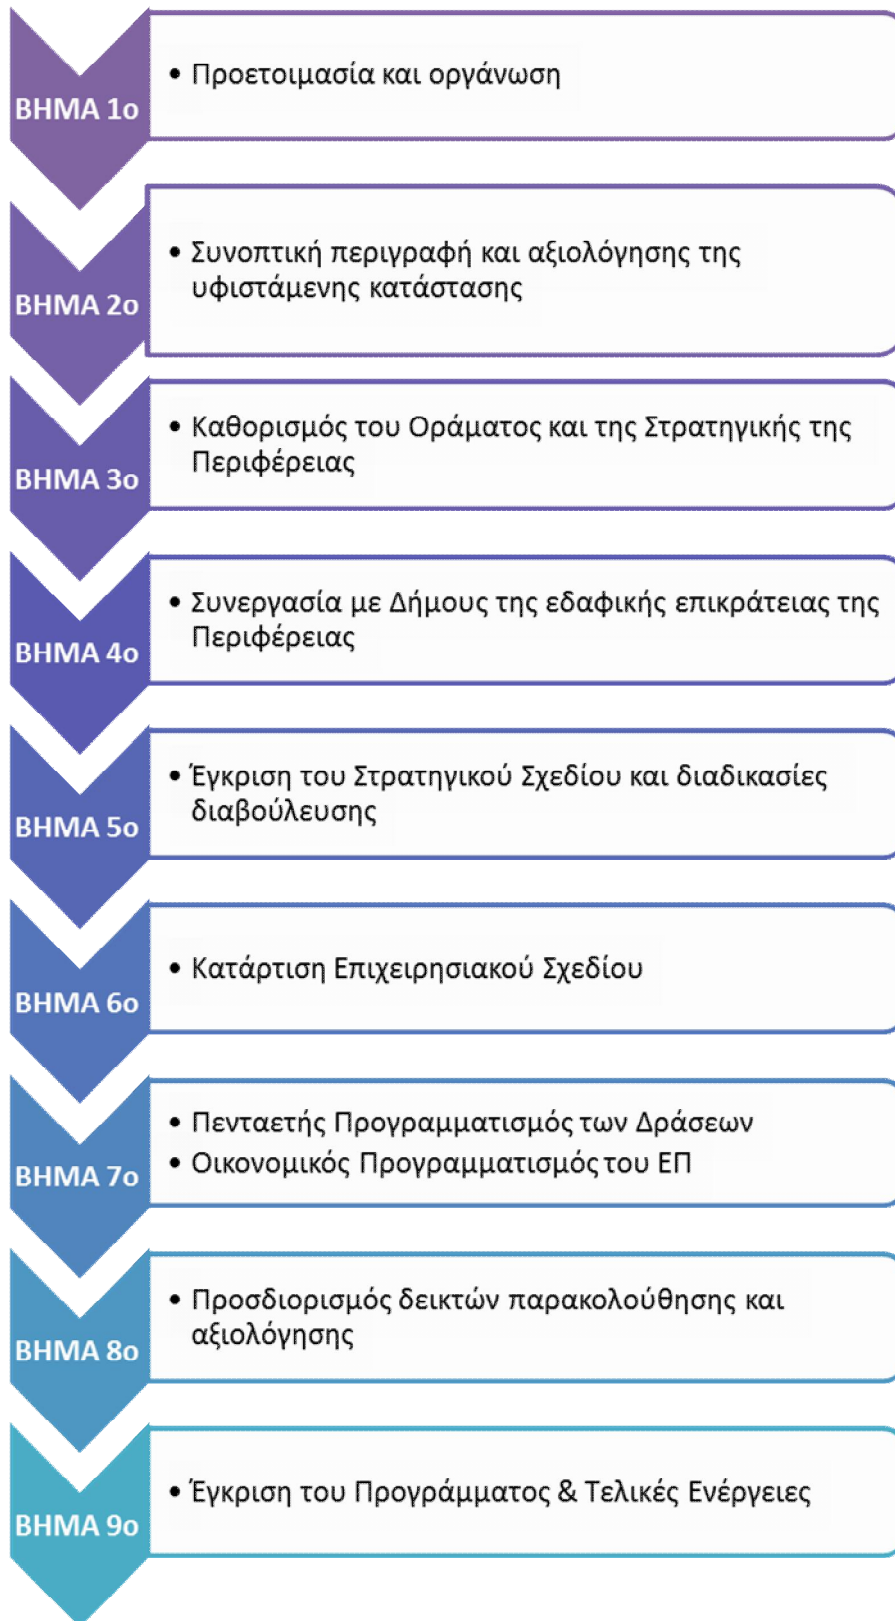 ΒΗΜΑ 1ο
• Προετοιμασία και οργάνωση
ΒΗΜΑ 2ο
• Συνοπτική περιγραφή και αξιολόγησης της
υφιστάμενης κατάστασης
ΒΗΜΑ 3ο
• Καθορισμός του Οράματος και της Στρατηγικής της
Περιφέρειας
ΒΗΜΑ 4ο
• Συνεργασία με Δήμους της εδαφικής επικράτειας της
Περιφέρειας
ΒΗΜΑ 5ο
• Έγκριση του Στρατηγικού Σχεδίου και διαδικασίες
διαβούλευσης
ΒΗΜΑ 6ο
• Κατάρτιση Επιχειρησιακού Σχεδίου
ΒΗΜΑ 7ο
• Πενταετής Προγραμματισμός των Δράσεων
• Οικονομικός Προγραμματισμός του ΕΠ
ΒΗΜΑ 8ο
• Προσδιορισμός δεικτών παρακολούθησης και
αξιολόγησης
ΒΗΜΑ 9ο
• Έγκριση του Προγράμματος & Τελικές Ενέργειες